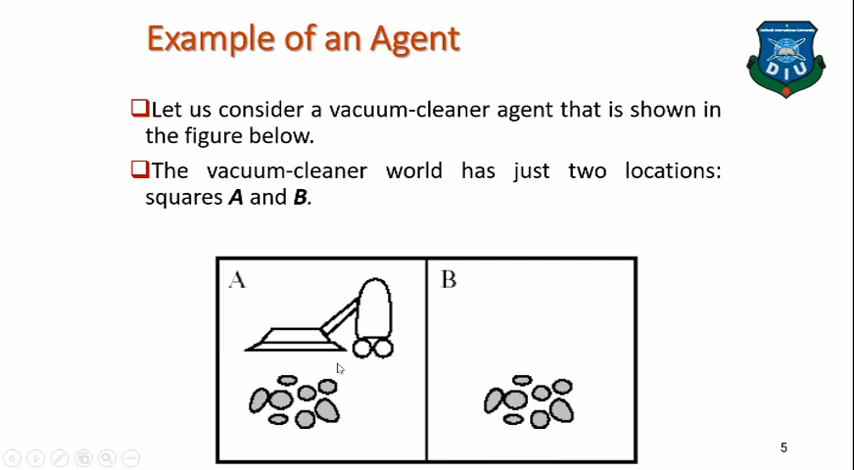 Example of an Agent
Let us consider a vacuum-cleaner agent that is shown in
the figure below.
The vacuum-cleaner world has just two locations:
squares A and B.
DIU
A
B
5